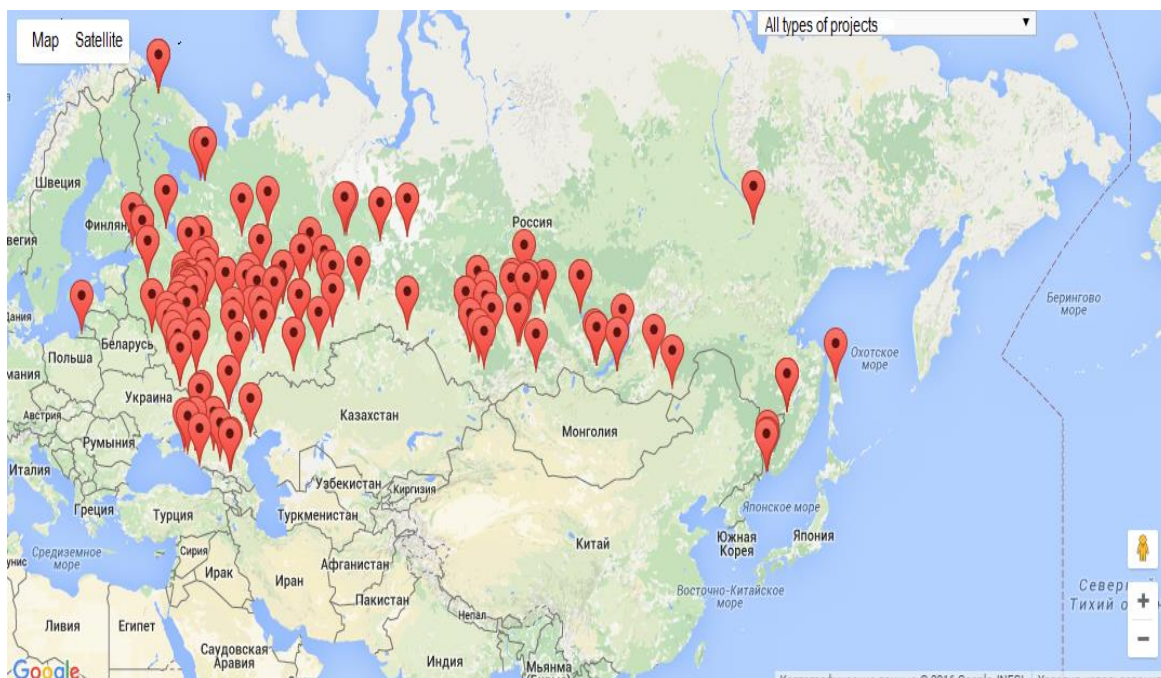 Map Satellite
All types of projects
Швеция
Финлян
вегия
Россия
Дания
Берингово
море
Охотское
море
Беларусь
Польша
мания
Украина
Казахстан
Австрия
Монголия
Румыния
Италия
Узбекистан
Киргизия
Греция
Турция
Туркменистан
Японское море
Южная
Корея
Япония
Китай
Средиземное
море
унис
Сирия
Ирак
Иран
Афганистан
Пакистан
Непал
Восточно-Китайское
море
Север
Тихий о
Ливия
Египет
Саудовская
Аравия
Индия
Мьянма
Google